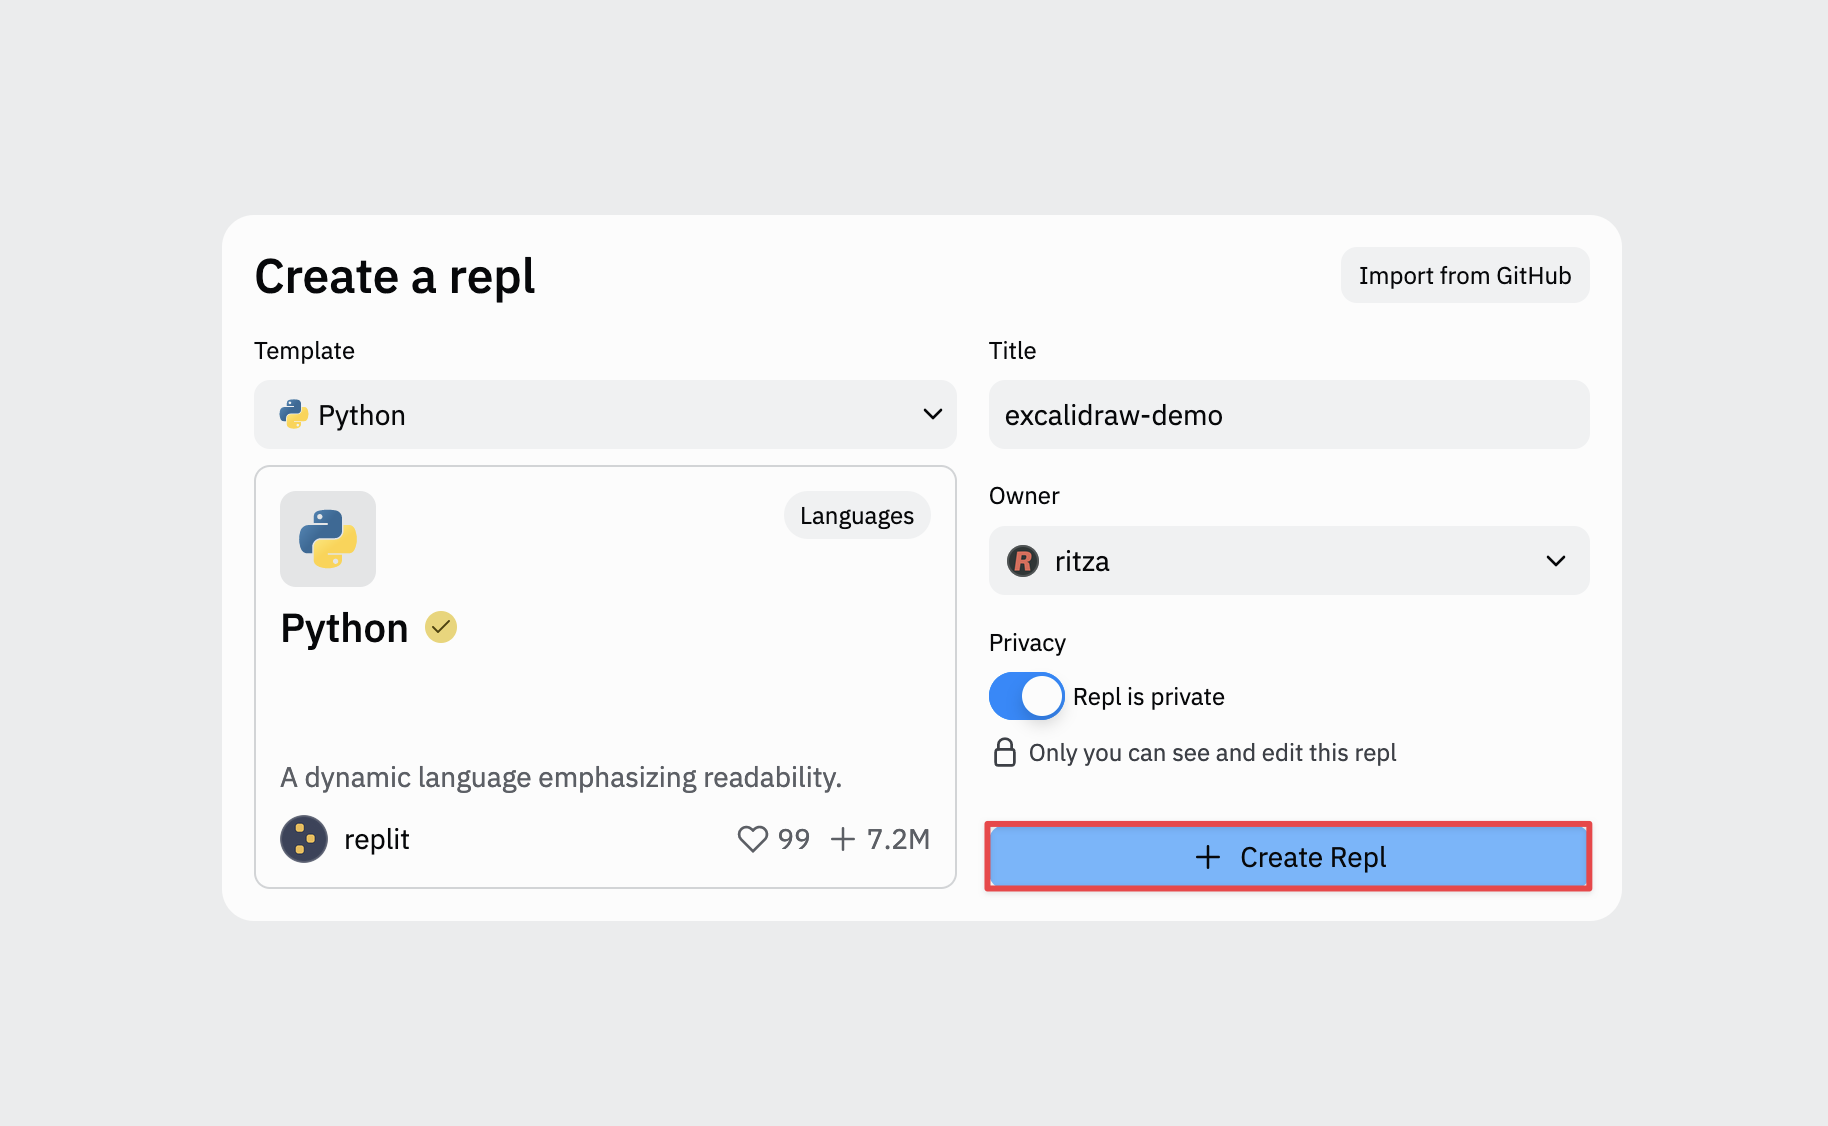 Create a repl
Import from GitHub
Template
Python
Languages
Python
A dynamic language emphasizing readability.
replit
99
7.2M
Title
excalidraw-demo
Owner
R ritza
Privacy
Repl is private
Only you can see and edit this repl
+ Create Repl